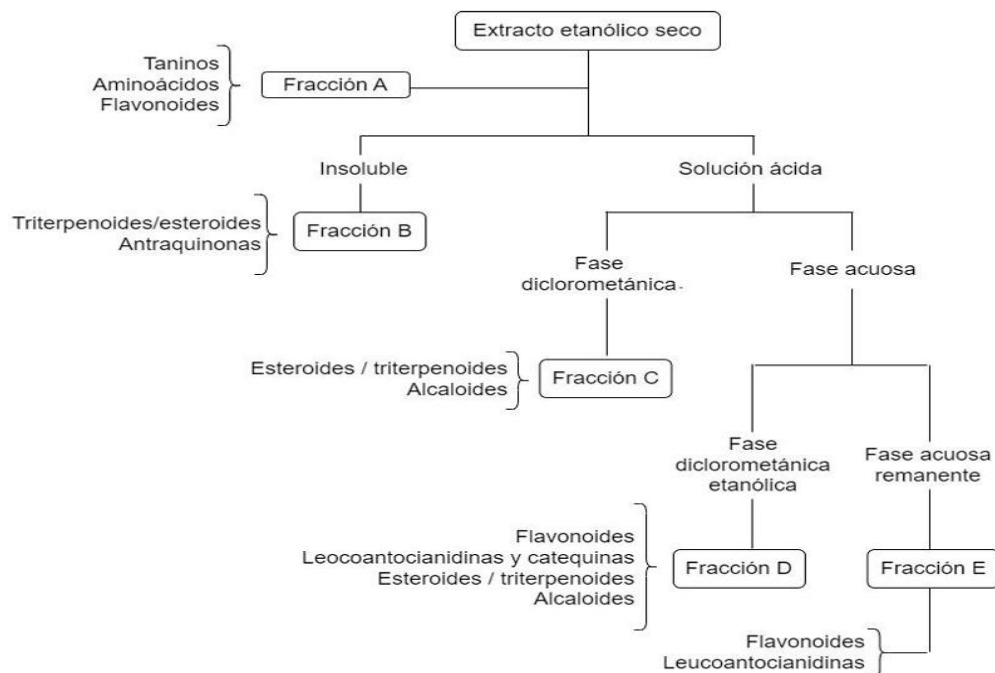 Extracto etanólico seco
Taninos
Aminoácidos
Flavonoides
Fracción A
Insoluble
Solución ácida
Triterpenoides/esteroides
Antraquinonas
Fracción B
Fase
diclorometánica.
Fase acuosa
Esteroides / triterpenoides
Alcaloides
Fracción C
Fase
diclorometánica
etanólica
Fase acuosa
remanente
Flavonoides
Leocoantocianidinas y catequinas
Esteroides / triterpenoides
Alcaloides
Fracción D
Fracción E
Flavonoides
Leucoantocianidinas